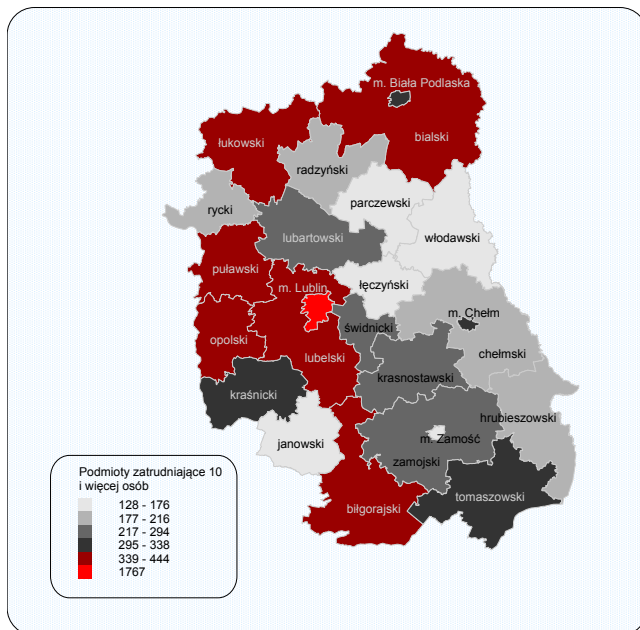 m. Biała Podlaska
bialski
łukowski
radzyński
parczewski
rycki
lubartowski
włodawski
puławski
m. Lublin
łęczyński
m. Chełm
świdnicki
opolski
lubelski
chełmski
krasnostawski
kraśnicki
hrubieszowski
janowski
m. Zamość
zamojski
tomaszowski
biłgorajski
Podmioty zatrudniające 10
i więcej osób
128 - 176
177 - 216
217 - 294
295 - 338
339 - 444
1767